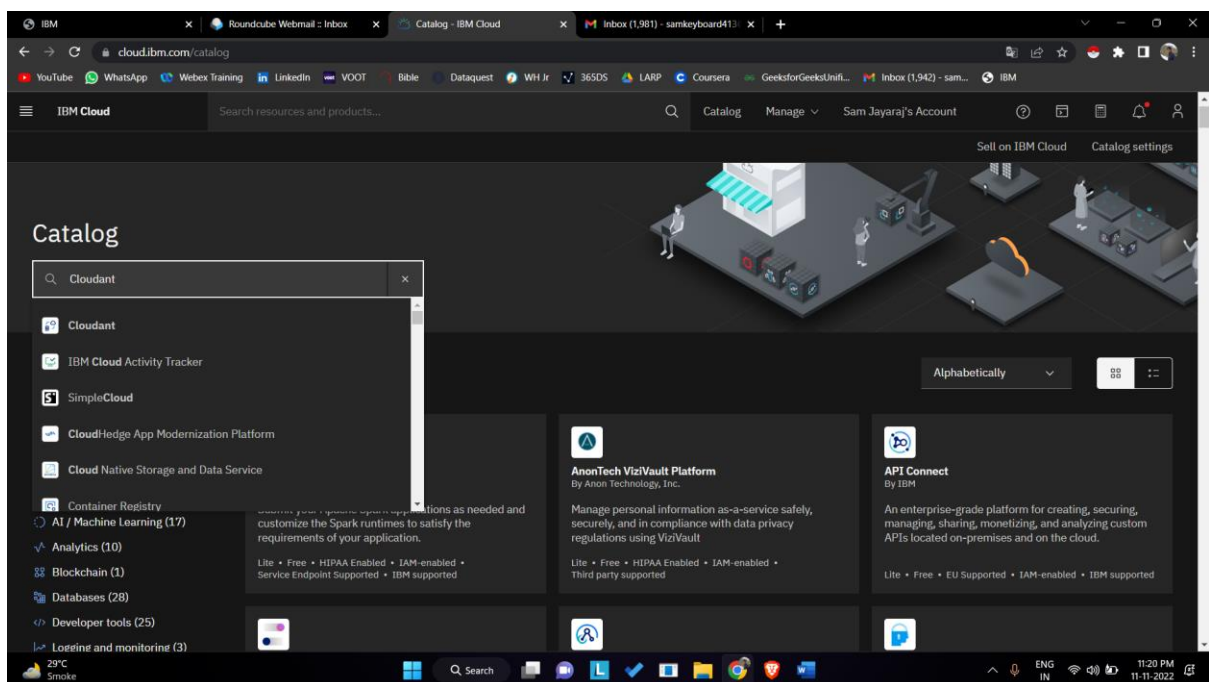 IBM
Roundcube Webmail :: Inbox
Catalog - IBM Cloud
Inbox (1,981) - samkeyboard413
cloud.ibm.com/catalog
YouTube WhatsApp Webex Training LinkedIn VOOT Bible Dataquest WH Jr 365DS LARP Coursera GeeksforGeeksUnifi... Inbox (1,942) - sam... IBM
IBM Cloud Search resources and products... Catalog Manage Sam Jayaraj's Account
Sell on IBM Cloud Catalog settings
Catalog
Cloudant
Cloudant
IBM Cloud Activity Tracker
SimpleCloud
CloudHedge App Modernization Platform
Cloud Native Storage and Data Service
Container Registry
Alphabetically
AI / Machine Learning (17)
Analytics (10)
Blockchain (1)
Databases (28)
Developer tools (25)
Logging and monitoring (3)
Submit your Apache Spark applications as needed and
customize the Spark runtimes to satisfy the
requirements of your application.
Lite • Free • HIPAA Enabled • IAM-enabled •
Service Endpoint Supported • IBM supported
AnonTech ViziVault Platform
By Anon Technology, Inc.
Manage personal information as-a-service safely,
securely, and in compliance with data privacy
regulations using ViziVault
Lite • Free • HIPAA Enabled • IAM-enabled •
Third party supported
API Connect
By IBM
An enterprise-grade platform for creating, securing,
managing, sharing, monetizing, and analyzing custom
APIs located on-premises and on the cloud.
Lite • Free • EU Supported • IAM-enabled • IBM supported
29°C
Smoke
Search
ENG
IN
11:20 PM
11-11-2022